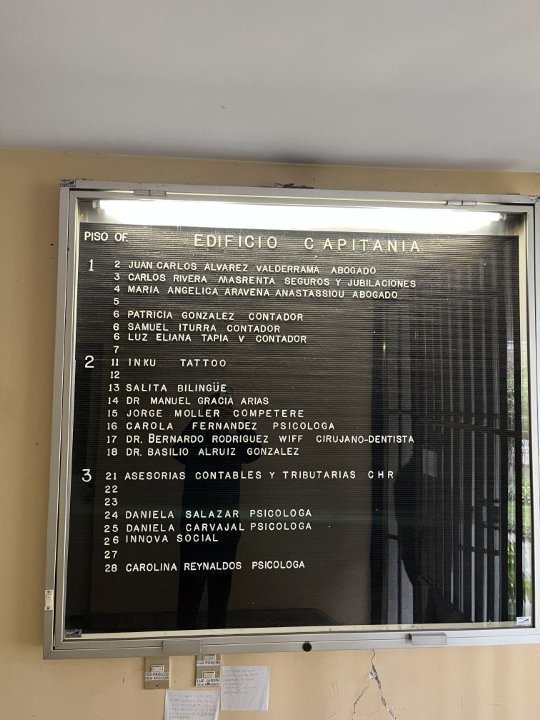 PISO OF. EDIFICIO CAPITANIA
1 2 JUAN CARLOS ALVAREZ VALDERRAMA ABOGADO
3 CARLOS RIVERA MASRENTA SEGUROS Y JUBILACIONES
4 MARIA ANGELICA ARAVENA ANASTASSIOU ABOGADO
5
6 PATRICIA GONZALEZ CONTADOR
6 SAMUEL ITURRA CONTADOR
6 LUZ ELIANA TAPIA V CONTADOR
7
2 11 INKU TATTOO
12
13 SALITA BILINGÜE
14 DR MANUEL GRACIA ARIAS
15 JORGE MOLLER COMPETERE
16 CAROLA FERNANDEZ PSICOLOGA
17 DR. BERNARDO RODRIGUEZ WIFF CIRUJANO-DENTISTA
18 DR. BASILIO ALRUIZ GONZALEZ
3 21 ASESORIAS CONTABLES Y TRIBUTARIAS CHR
22
23
24 DANIELA SALAZAR PSICOLOGA
25 DANIELA CARVAJAL PSICOLOGA
26 INNOVA SOCIAL
27
28 CAROLINA REYNALDOS PSICOLOGA